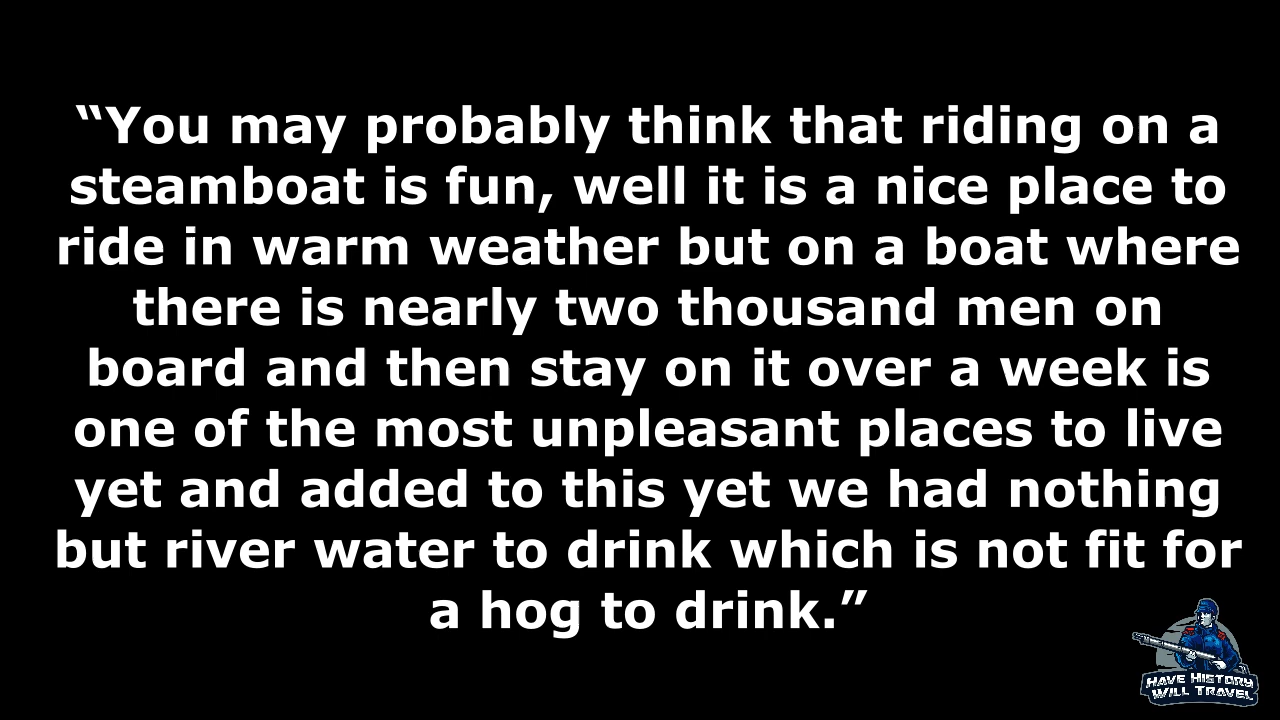 “You may probably think that riding on a
steamboat is fun, well it is a nice place to
ride in warm weather but on a boat where
there is nearly two thousand men on
board and then stay on it over a week is
one of the most unpleasant places to live
yet and added to this yet we had nothing
but river water to drink which is not fit for
a hog to drink.”
HAVE HISTORY
WILL TRAVEL